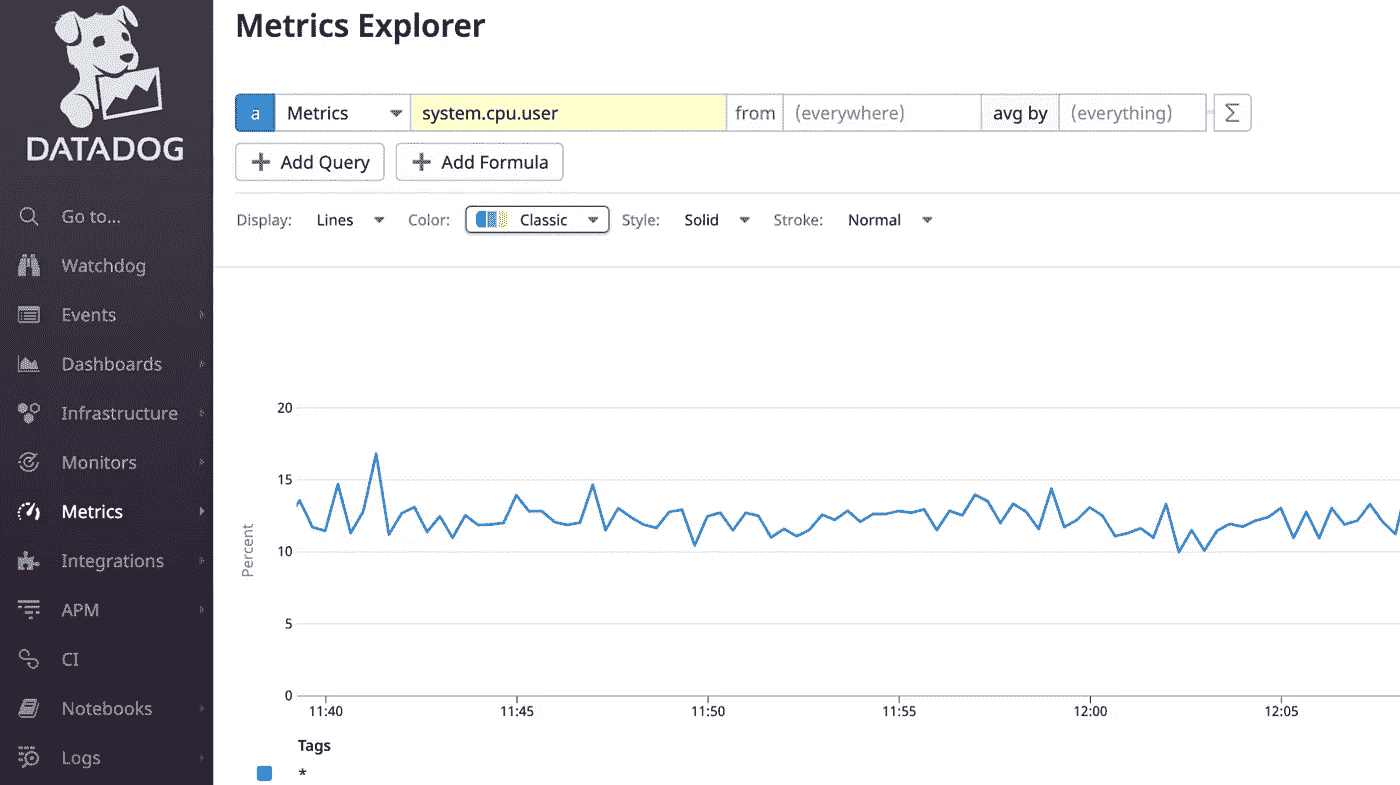 DATADOG
Go to...
Watchdog
Events
Dashboards
Infrastructure
Monitors
Metrics
Integrations
APM
CI
Notebooks
Logs
Metrics Explorer
a Metrics system.cpu.user from (everywhere) avg by (everything) Σ
+ Add Query + Add Formula
Display: Lines Color: Classic Style: Solid Stroke: Normal
20
15
10
5
0
Percent
11:40 11:45 11:50 11:55 12:00 12:05
Tags
*